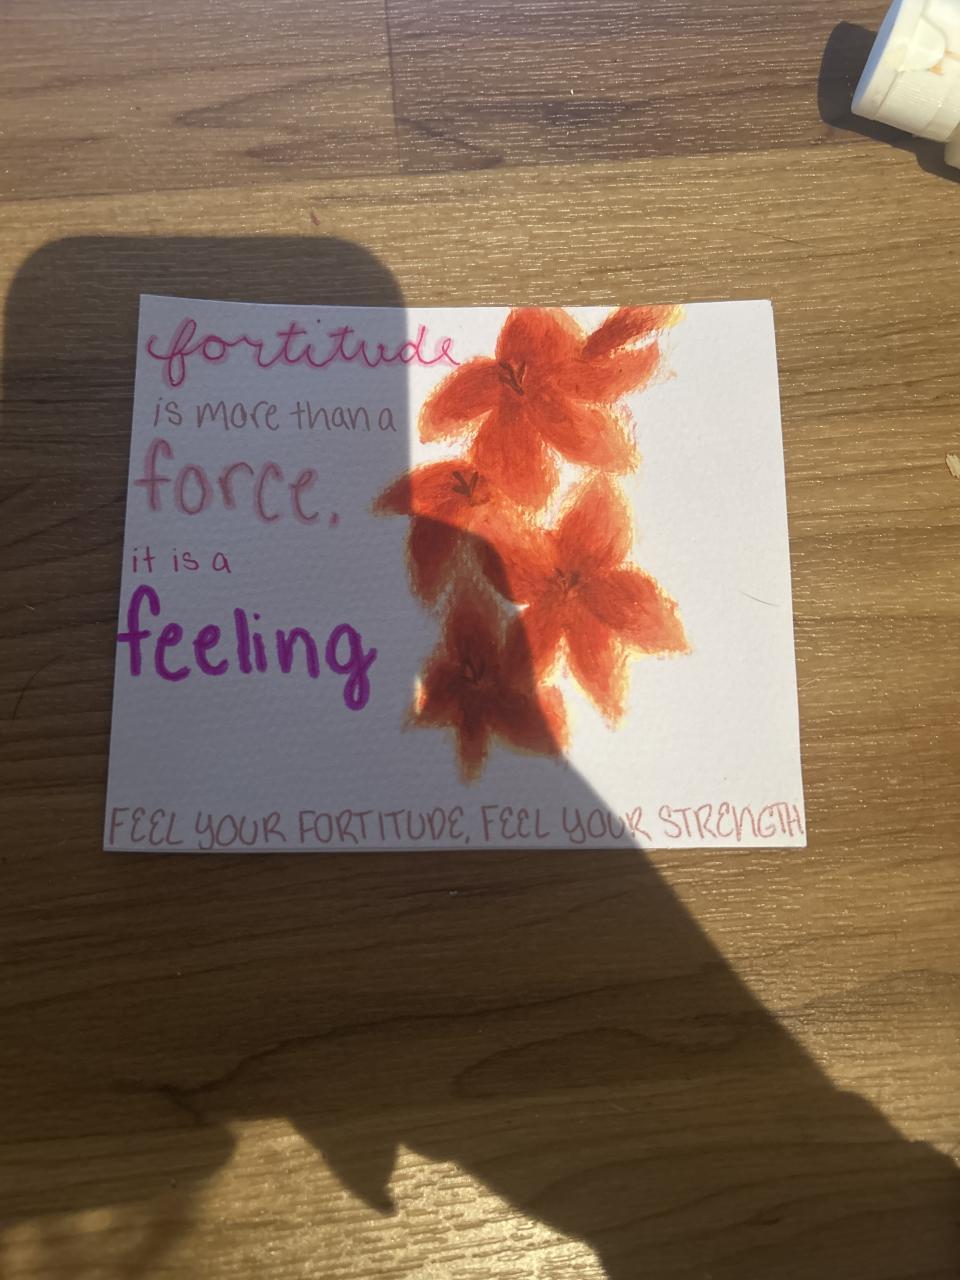 fortitude
is more than a
force.
it is a
feeling
FEEL YOUR FORTITUDE, FEEL YOUR STRENGTH